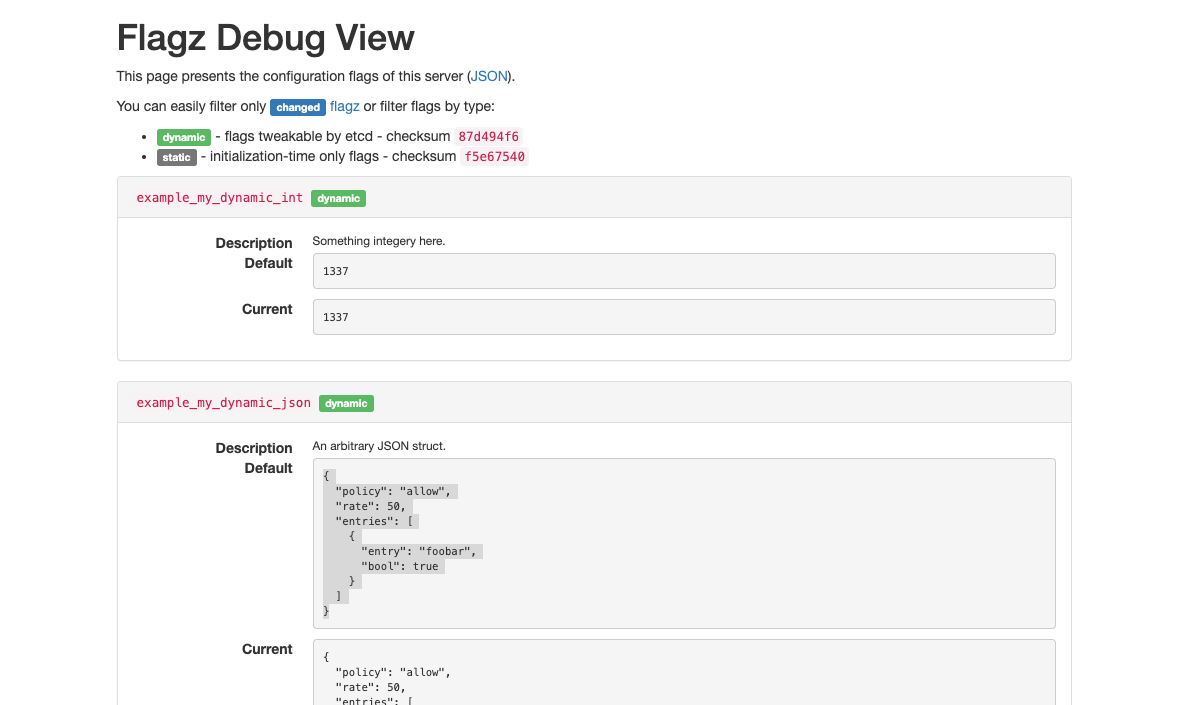 Flagz Debug View
This page presents the configuration flags of this server (JSON).
You can easily filter only changed flagz or filter flags by type:
• dynamic - flags tweakable by etcd - checksum 87d494f6
• static - initialization-time only flags - checksum f5e67540
example_my_dynamic_int dynamic
Description Something integery here.
Default 1337
Current 1337
example_my_dynamic_json dynamic
Description An arbitrary JSON struct.
Default {
  "policy": "allow",
  "rate": 50,
  "entries": [
    {
      "entry": "foobar",
      "bool": true
    }
  ]
}
Current {
  "policy": "allow",
  "rate": 50,
  "entries": [